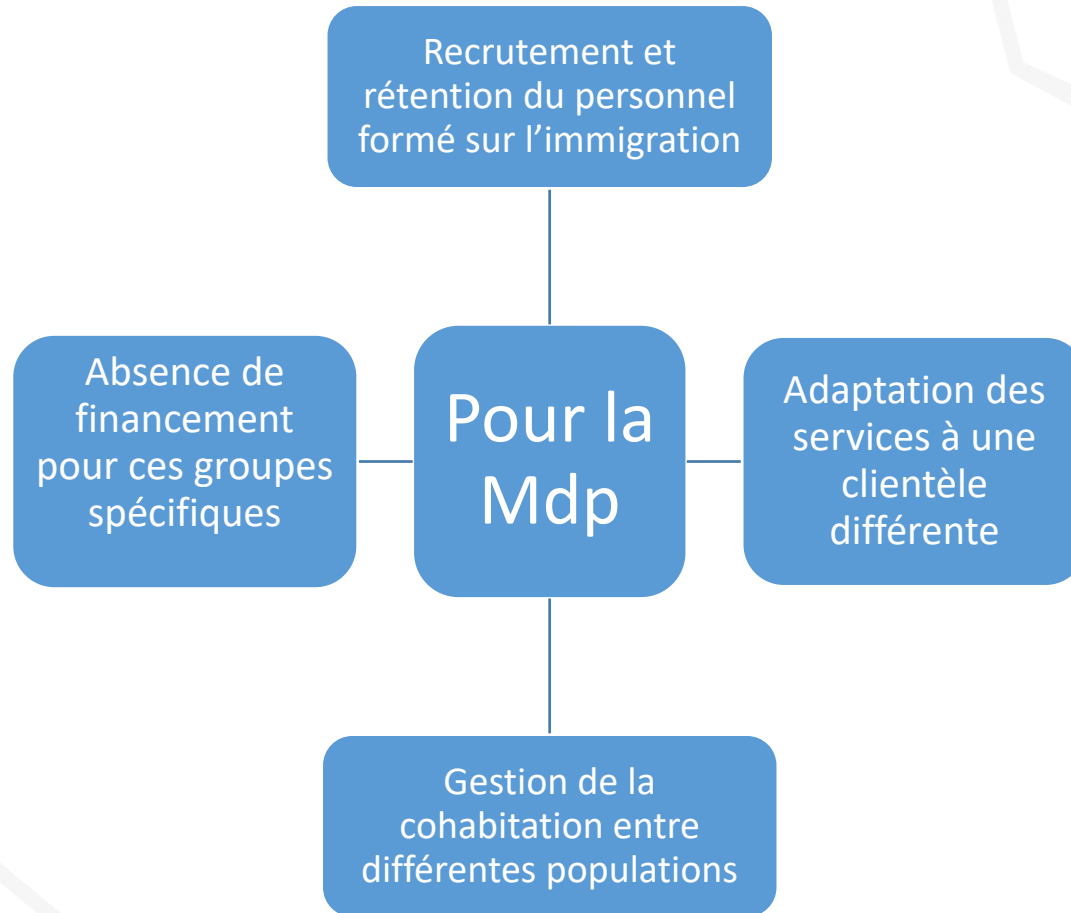 Recrutement et
rétention du personnel
formé sur l’immigration
Absence de
financement
pour ces groupes
spécifiques
Pour la
Mdp
Adaptation des
services à une
clientèle
différente
Gestion de la
cohabitation entre
différentes populations